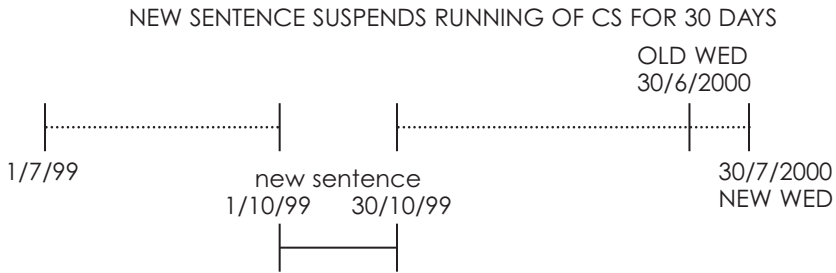 NEW SENTENCE SUSPENDS RUNNING OF CS FOR 30 DAYS
OLD WED
30/6/2000
1/7/99
new sentence
1/10/99 30/10/99
30/7/2000
NEW WED